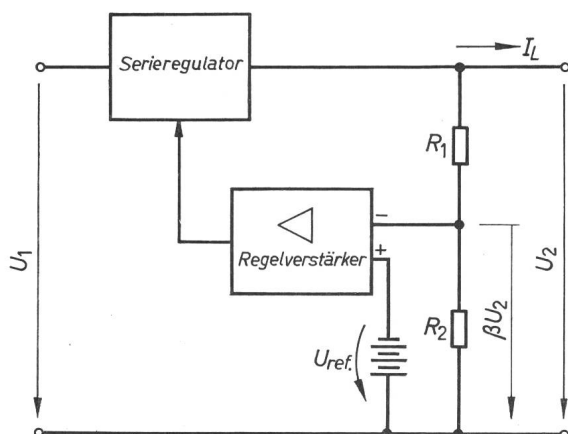 I_L
Serieregulator
R_1
−
Regelverstärker
+
U_1
U_2
βU_2
R_2
U_ref.